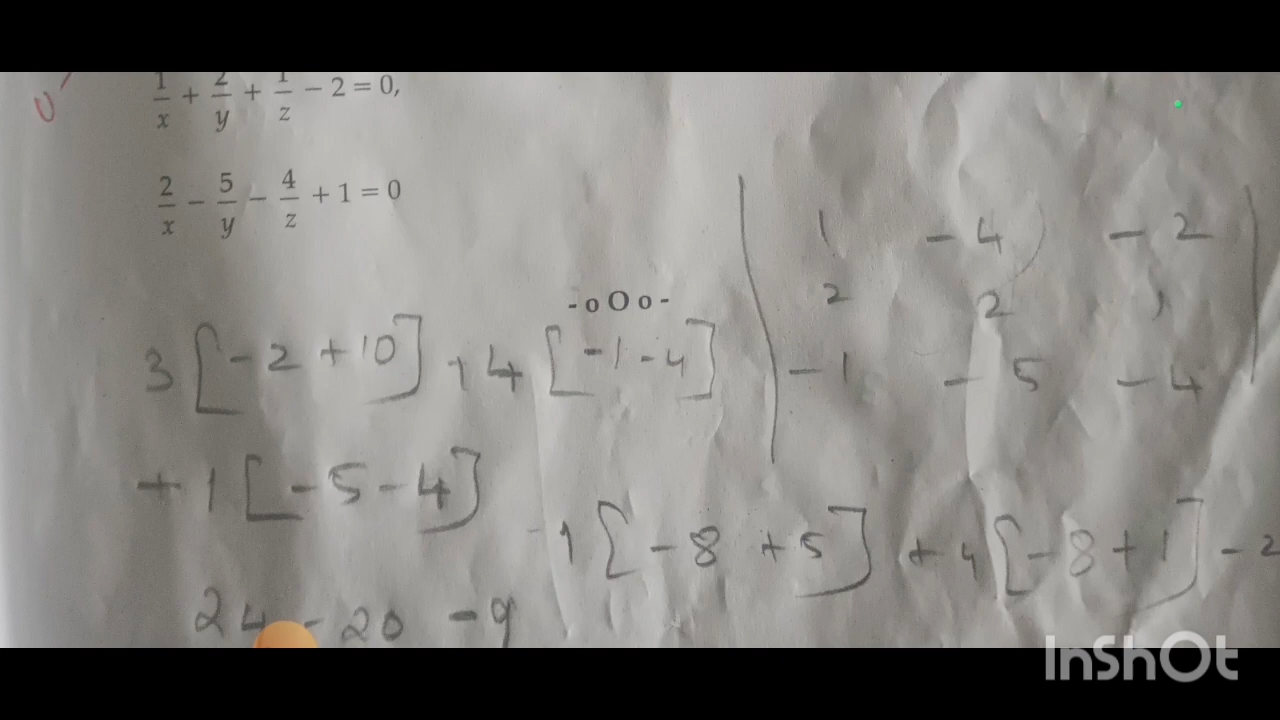 1/x + 2/y + 1/z − 2 = 0,
2/x − 5/y − 4/z + 1 = 0
- o O o -
1 −4 −2
2 2 1
−1 −5 −4
3[−2 + 10] + 4[−1 − 4]
+ 1[−5 − 4]
1[−8 + 5] + 4[−8 + 1] − 2
24 − 20 − 9
InShOt